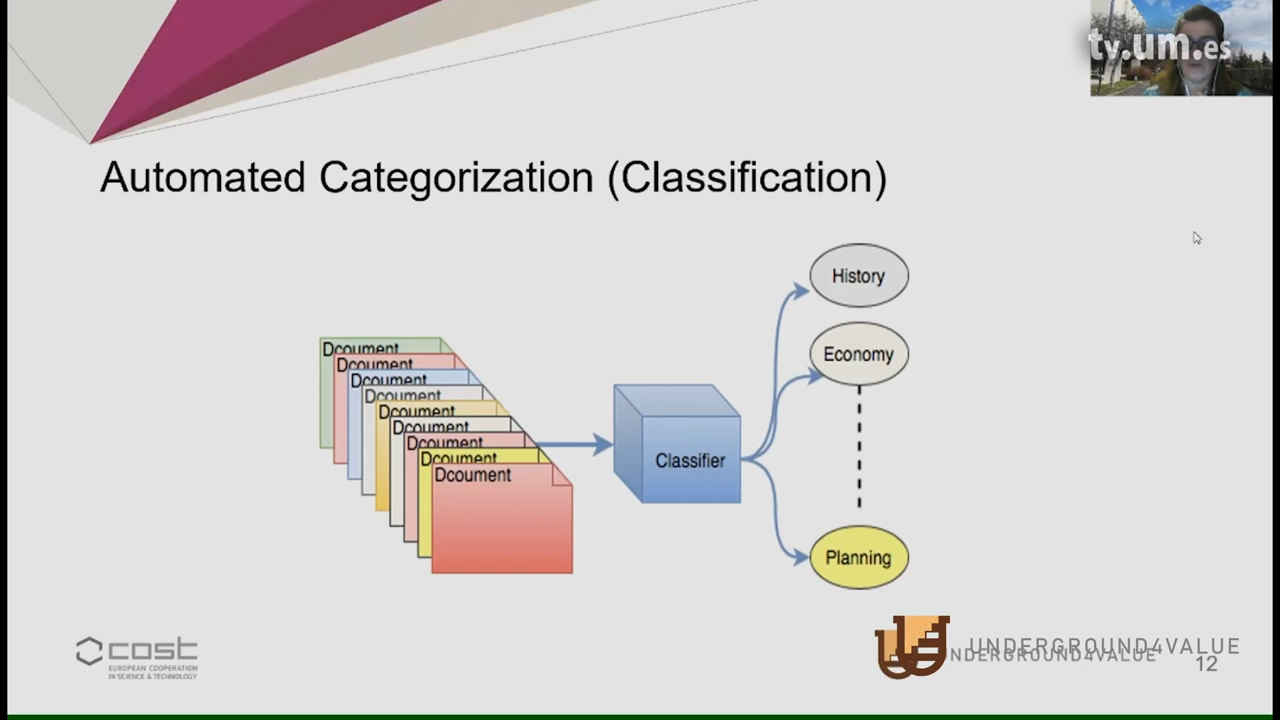 tv.um.es
Automated Categorization (Classification)
History
Economy
Dcoument
Dcoument
Dcoument
Dcoument
Dcoument
Dcoument
Dcoument
Dcoument
Dcoument
Classifier
Planning
cost
EUROPEAN COOPERATION
IN SCIENCE & TECHNOLOGY
UNDERGROUND4VALUE
NDERGROUND4VALUE
12